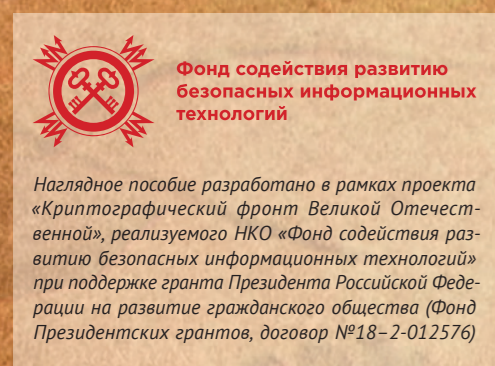 Фонд содействия развитию
безопасных информационных
технологий
Наглядное пособие разработано в рамках проекта
«Криптографический фронт Великой Отечест-
венной», реализуемого НКО «Фонд содействия раз-
витию безопасных информационных технологий»
при поддержке гранта Президента Российской Феде-
рации на развитие гражданского общества (Фонд
Президентских грантов, договор №18–2-012576)